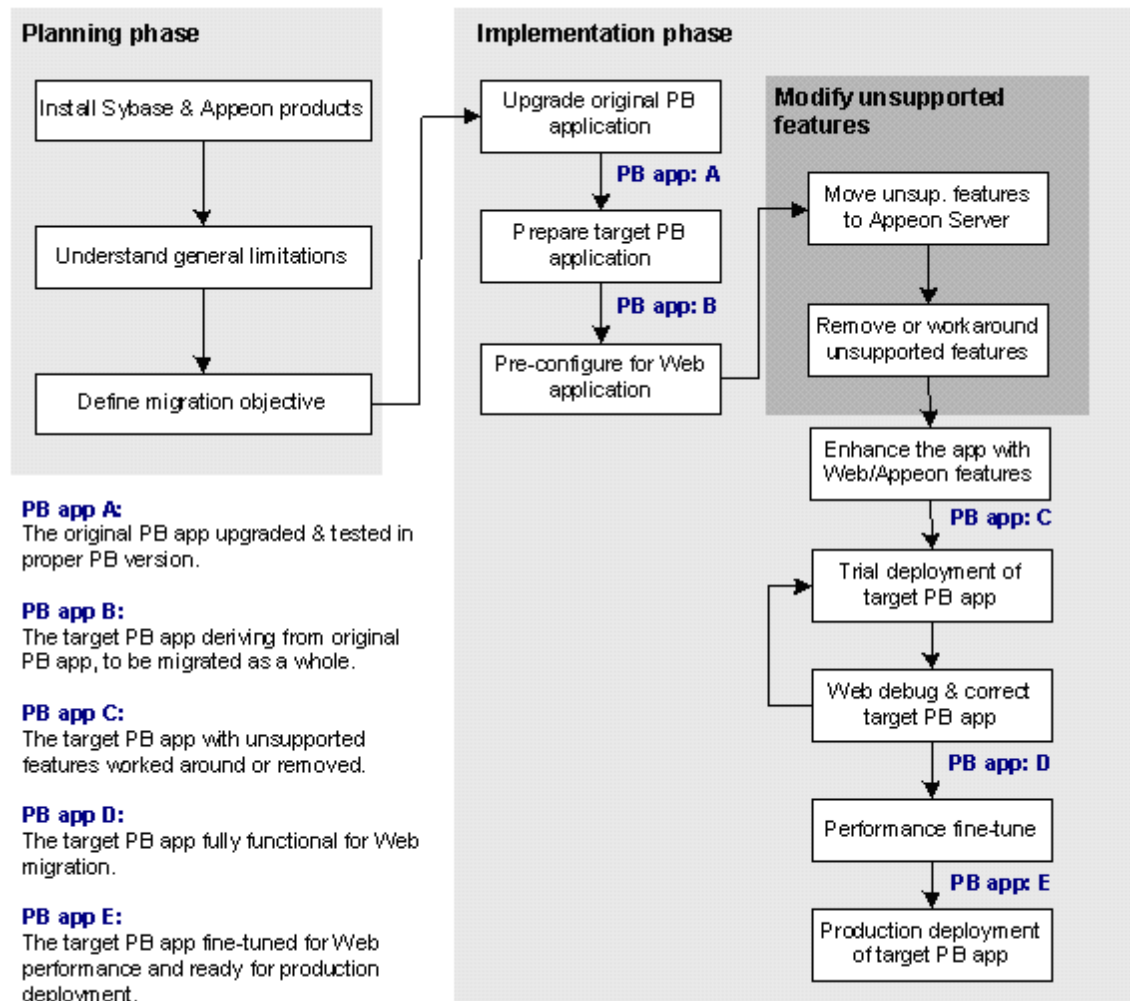 Planning phase
Install Sybase & Appeon products
Understand general limitations
Define migration objective
Implementation phase
Upgrade original PB
application
PB app: A
Prepare target PB
application
PB app: B
Pre-configure for Web
application
Modify unsupported
features
Move unsup. features
to Appeon Server
Remove or workaround
unsupported features
Enhance the app with
Web/Appeon features
PB app: C
Trial deployment of
target PB app
Web debug & correct
target PB app
PB app: D
Performance fine-tune
PB app: E
Production deployment
of target PB app
PB app A:
The original PB app upgraded & tested in
proper PB version.
PB app B:
The target PB app deriving from original
PB app, to be migrated as a whole.
PB app C:
The target PB app with unsupported
features worked around or removed.
PB app D:
The target PB app fully functional for Web
migration.
PB app E:
The target PB app fine-tuned for Web
performance and ready for production
deployment.